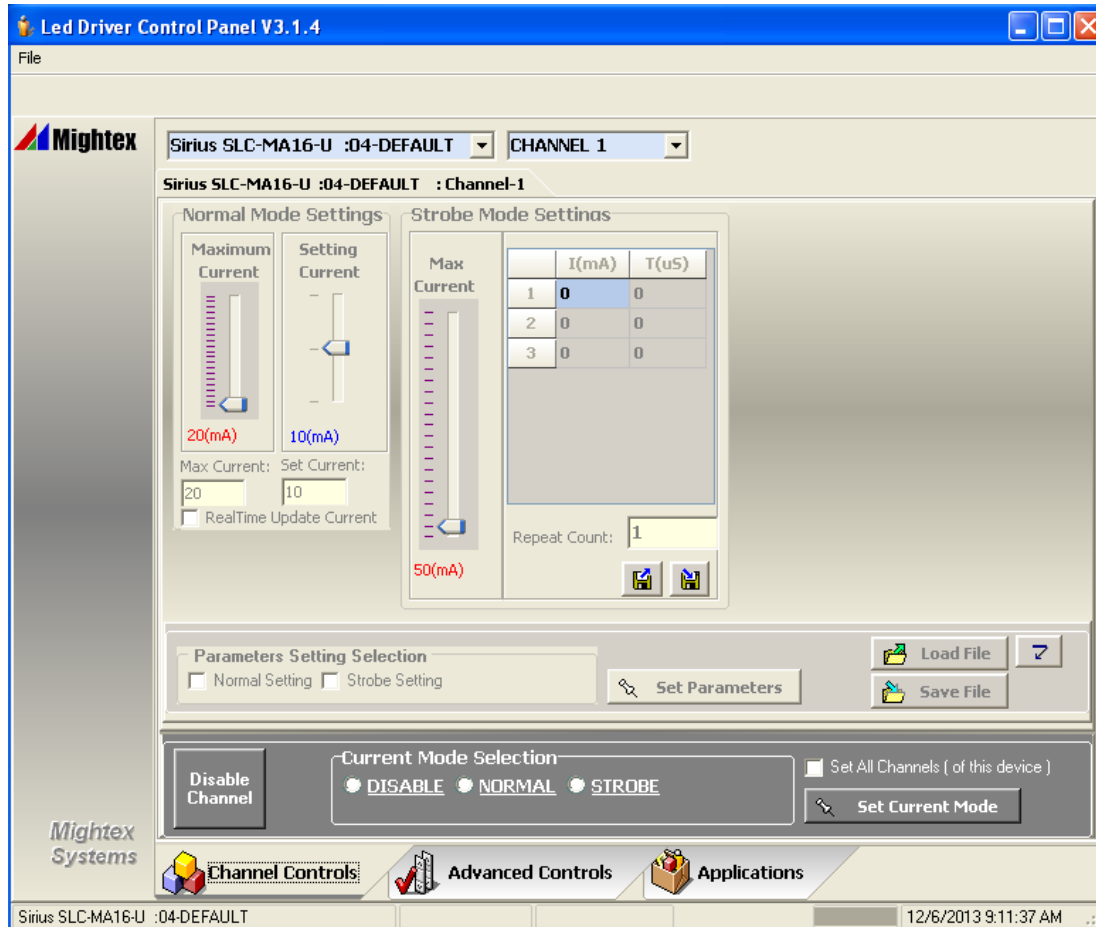 Led Driver Control Panel V3.1.4
File
Mightex
Sirius SLC-MA16-U :04-DEFAULT
CHANNEL 1
Sirius SLC-MA16-U :04-DEFAULT : Channel-1
Normal Mode Settings
Maximum Current
Setting Current
20(mA)
10(mA)
Max Current:
Set Current:
20
10
RealTime Update Current
Strobe Mode Settings
Max Current
50(mA)
I(mA) T(uS)
1 0 0
2 0 0
3 0 0
Repeat Count: 1
Parameters Setting Selection
Normal Setting
Strobe Setting
Set Parameters
Load File
Save File
Disable Channel
Current Mode Selection
DISABLE
NORMAL
STROBE
Set All Channels ( of this device )
Set Current Mode
Mightex Systems
Channel Controls
Advanced Controls
Applications
Sirius SLC-MA16-U :04-DEFAULT
12/6/2013 9:11:37 AM